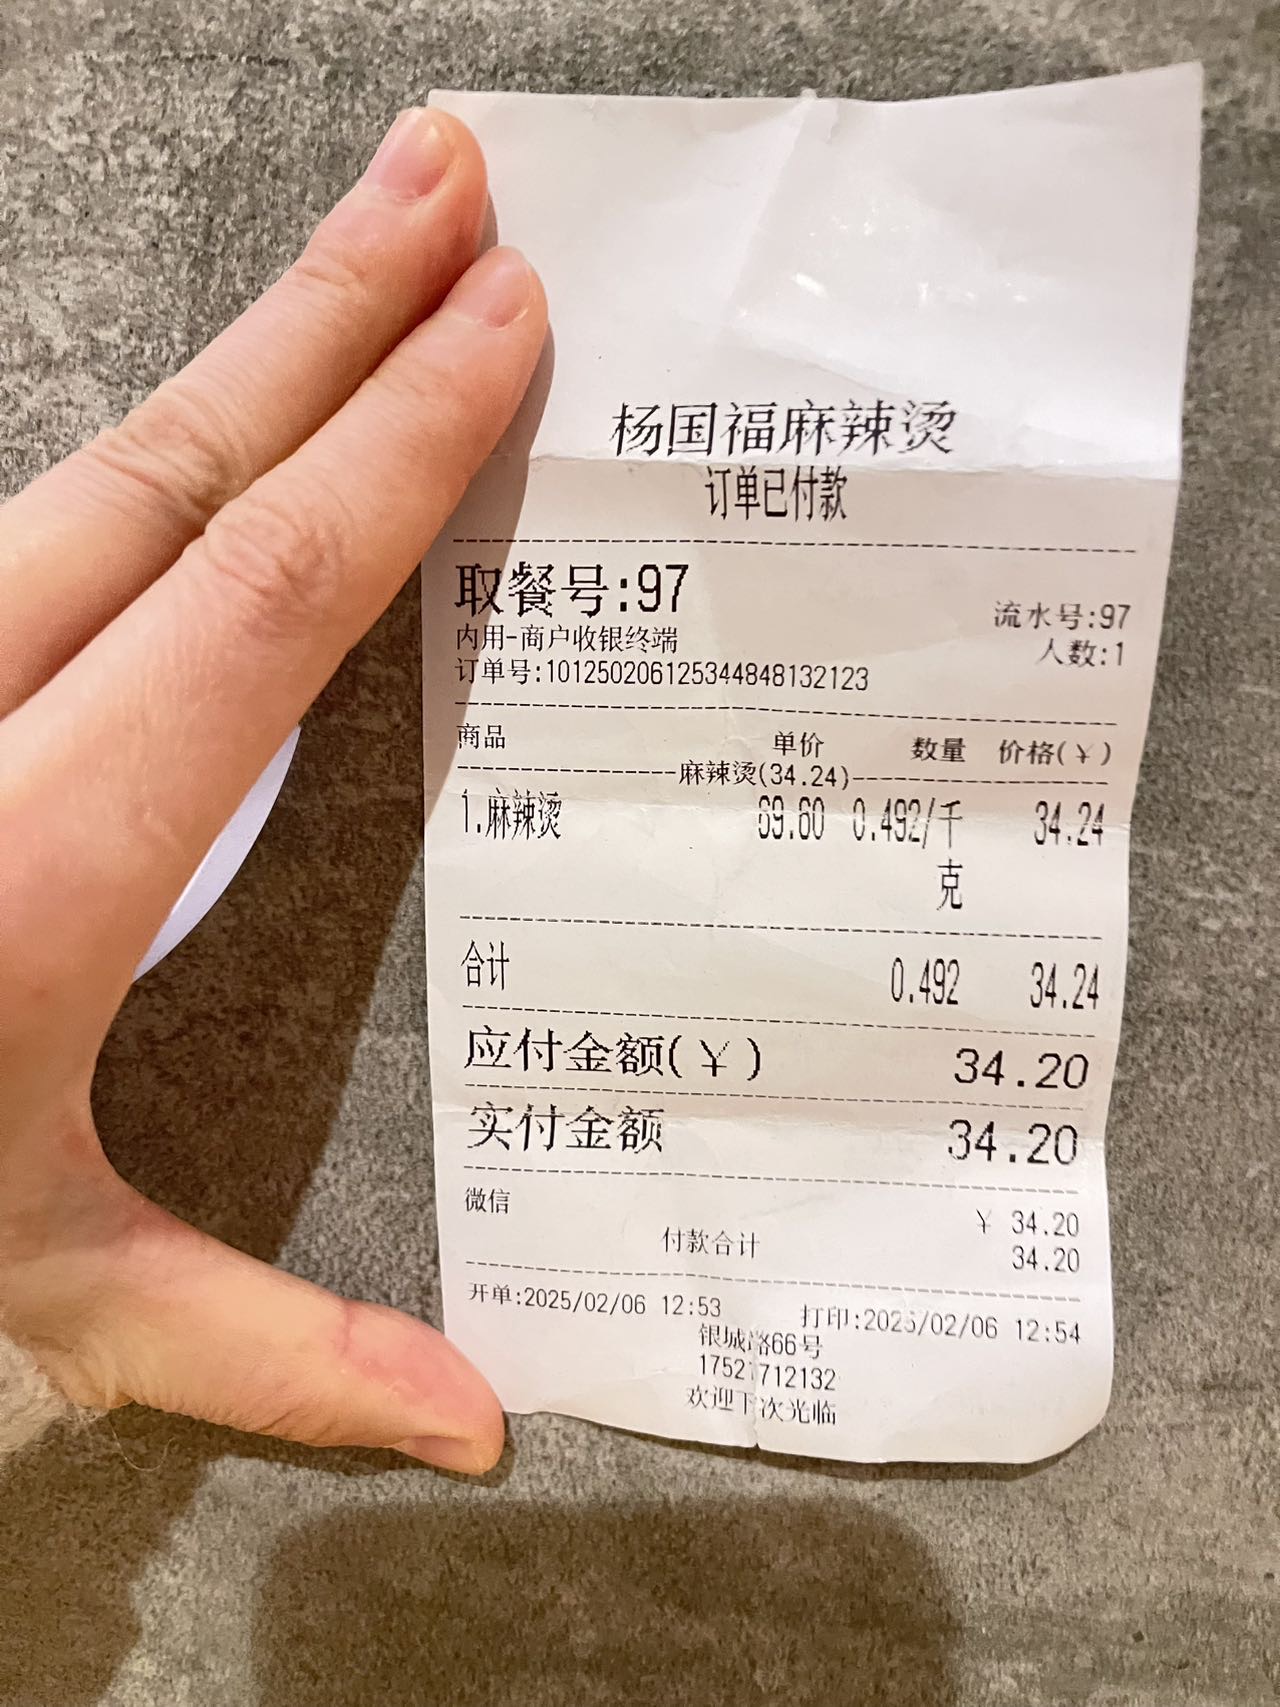 杨国福麻辣烫
订单已付款
取餐号:97
流水号:97
内用-商户收银终端
人数:1
订单号:101250206125344848132123
商品 单价 数量 价格(¥)
麻辣烫(34.24)
1.麻辣烫 69.60 0.492/千克 34.24
合计 0.492 34.24
应付金额(¥) 34.20
实付金额 34.20
微信 ¥ 34.20
付款合计 34.20
开单:2025/02/06 12:53 打印:2025/02/06 12:54
银城路66号
欢迎下次光临